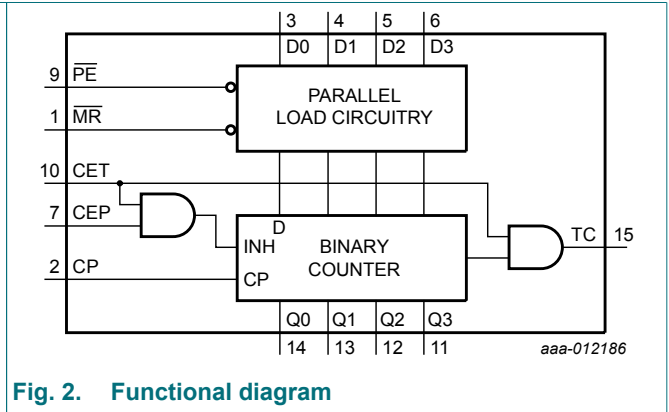 3 4 5 6
D0 D1 D2 D3
9 PE
PARALLEL
LOAD CIRCUITRY
1 MR
10 CET
7 CEP
D
INH
BINARY
COUNTER
TC 15
2 CP
CP
Q0 Q1 Q2 Q3
14 13 12 11
aaa-012186
Fig. 2. Functional diagram